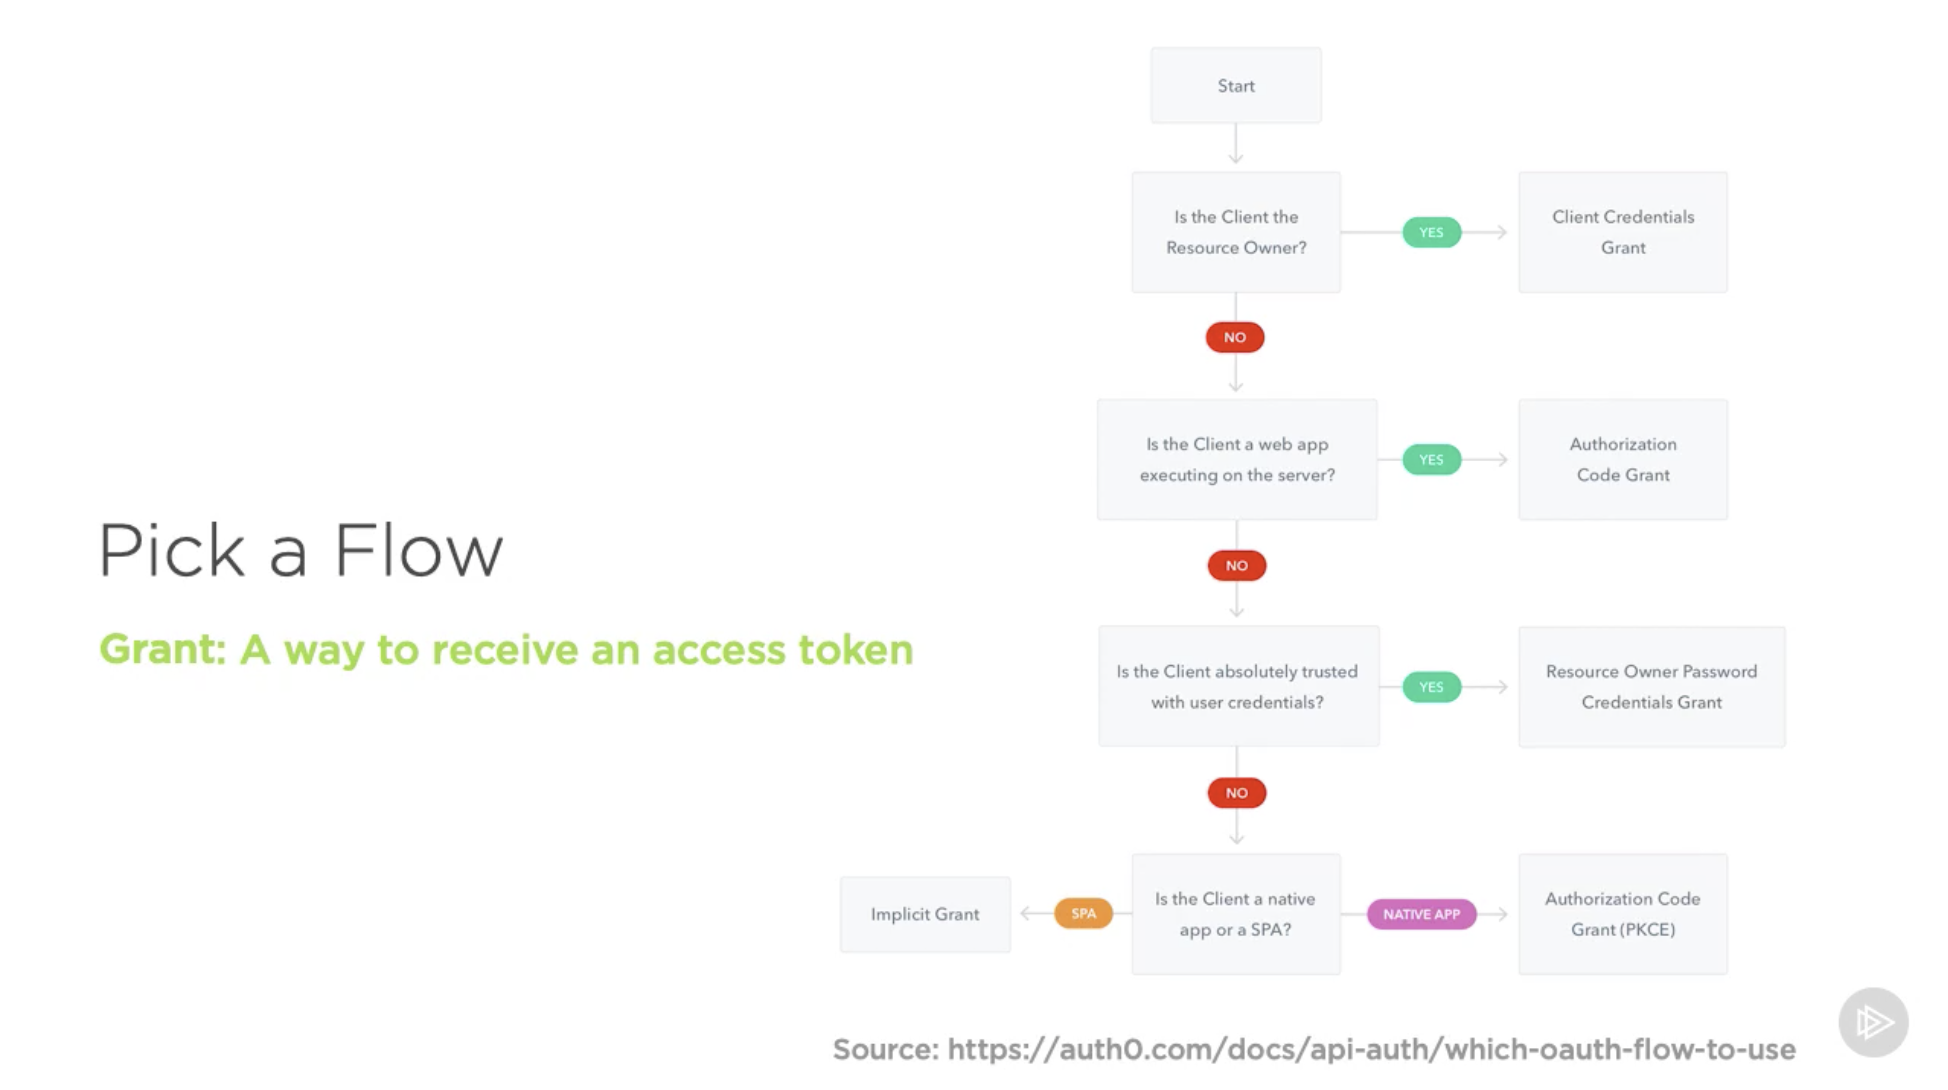 Start
Is the Client the
Resource Owner?
YES
Client Credentials
Grant
NO
Is the Client a web app
executing on the server?
YES
Authorization
Code Grant
NO
Pick a Flow
Grant: A way to receive an access token
Is the Client absolutely trusted
with user credentials?
YES
Resource Owner Password
Credentials Grant
NO
Implicit Grant
SPA
Is the Client a native
app or a SPA?
NATIVE APP
Authorization Code
Grant (PKCE)
Source: https://auth0.com/docs/api-auth/which-oauth-flow-to-use